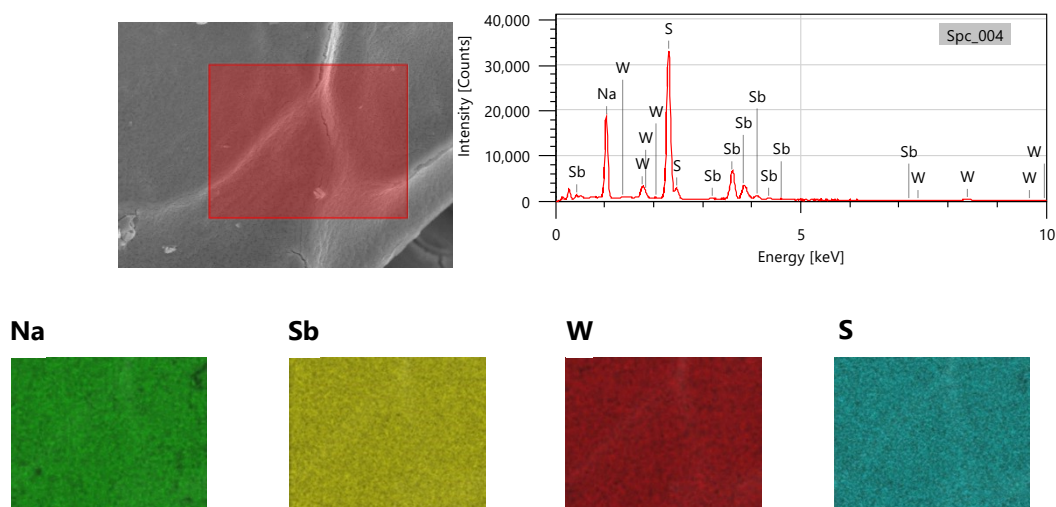 40,000
30,000
20,000
10,000
0
Intensity [Counts]
Spc_004
Sb
Na
W
W
W
W
S
S
Sb
Sb
Sb
Sb
Sb
Sb
Sb
W
W
W
W
0
5
10
Energy [keV]
Na
Sb
W
S